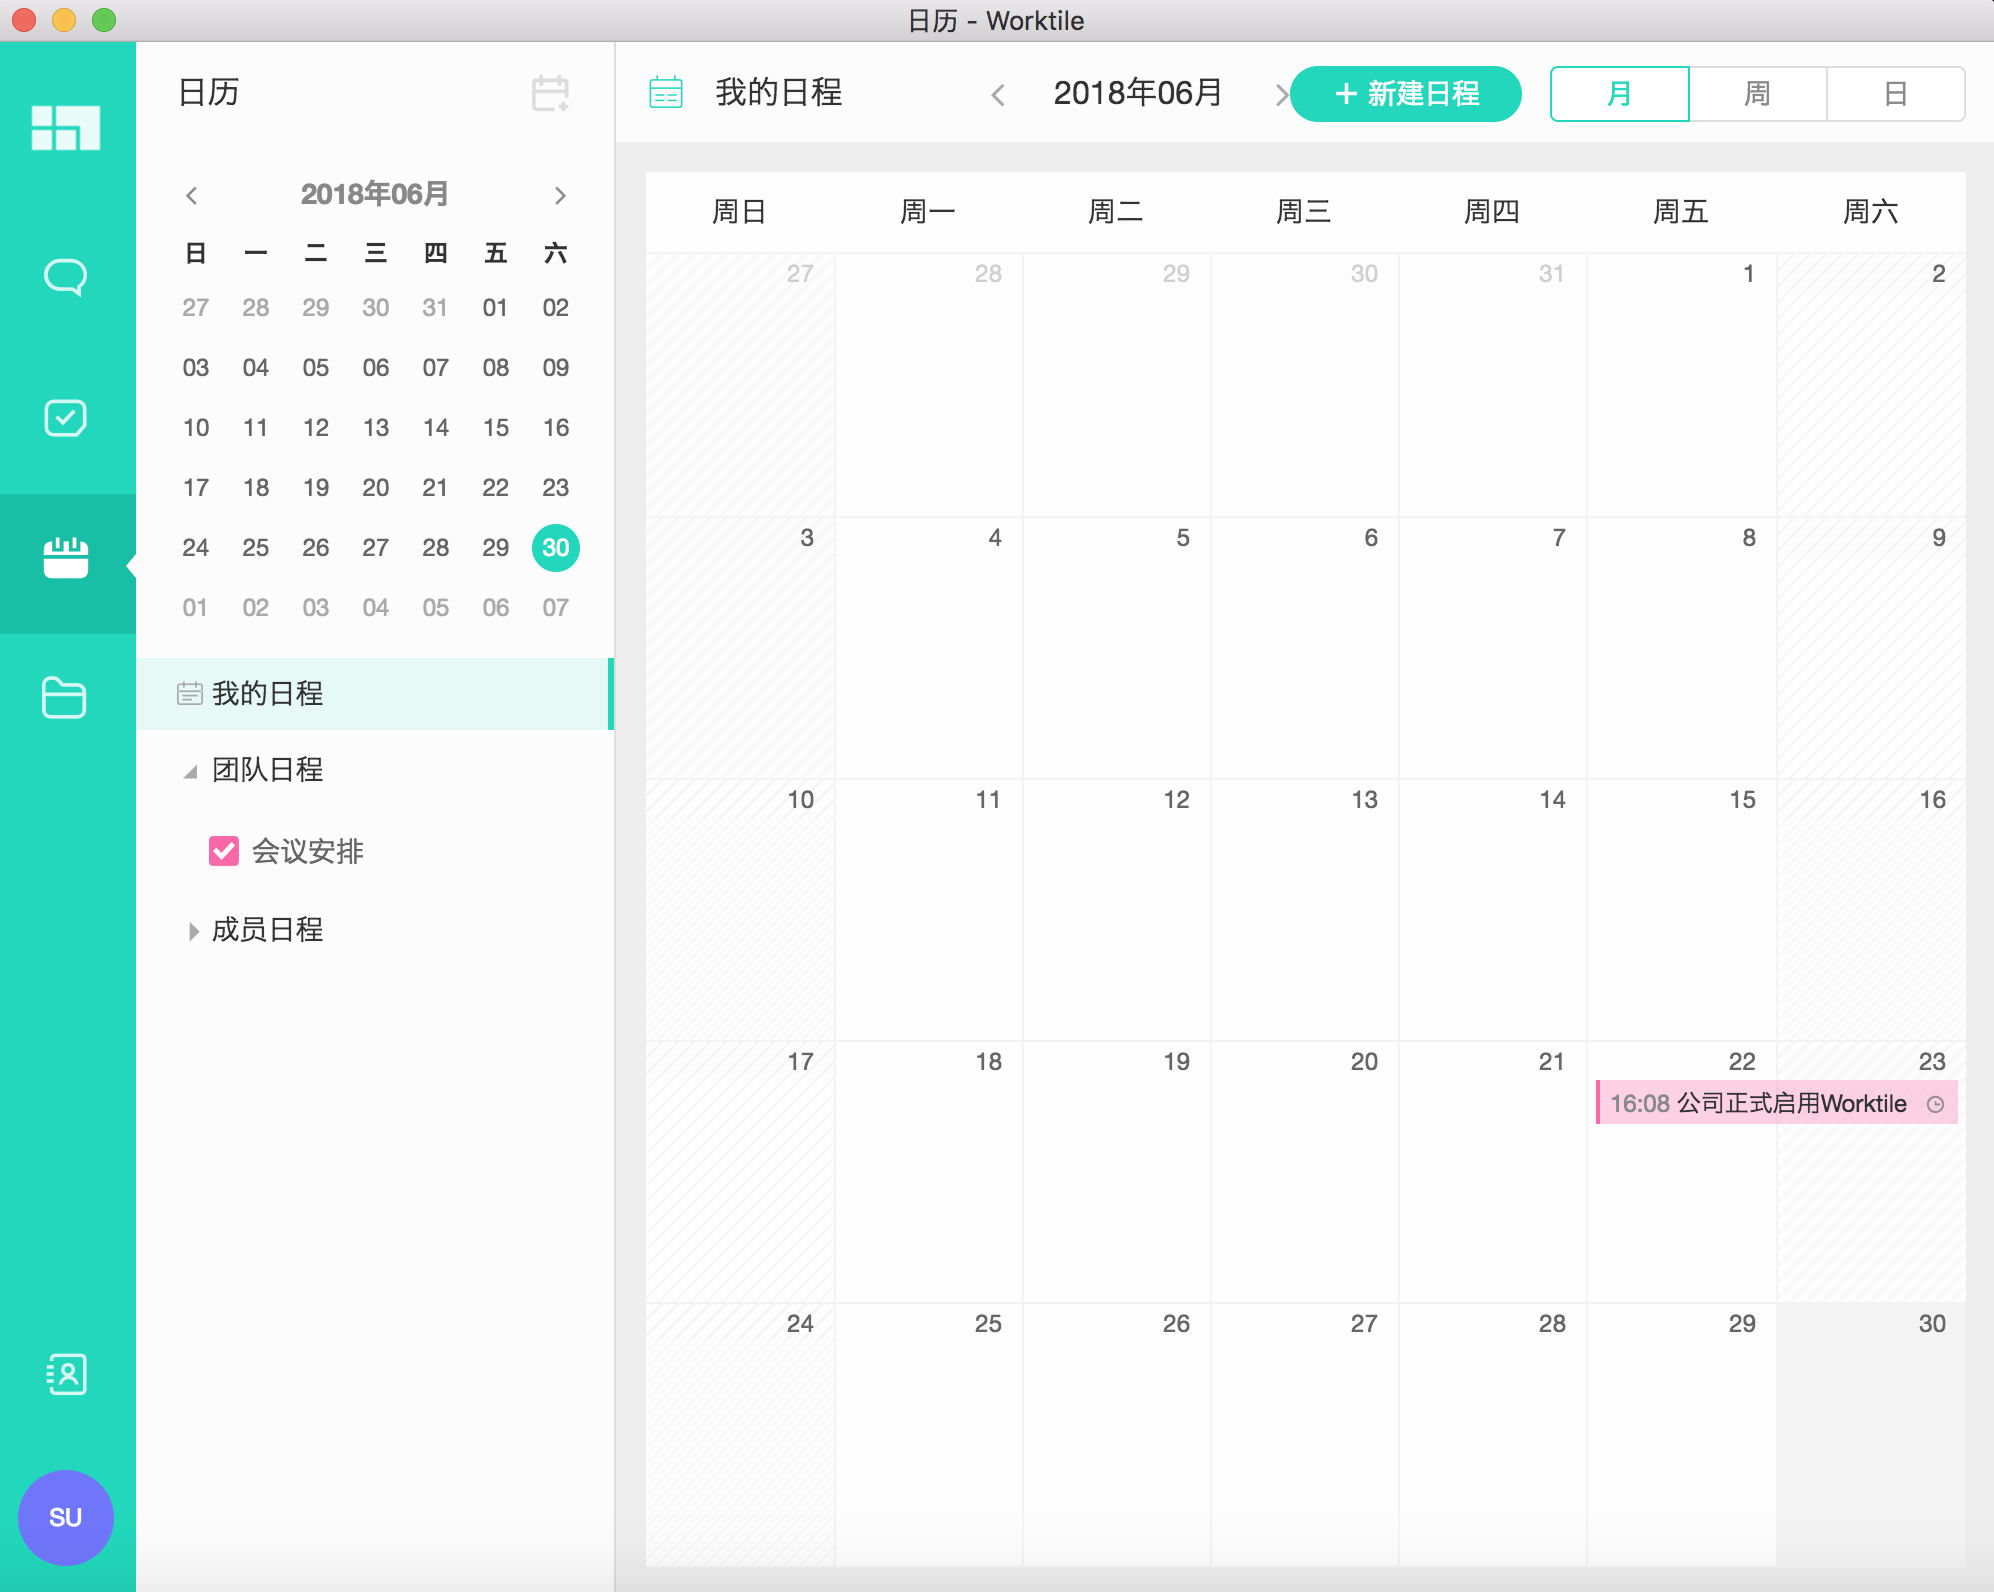 日历 - Worktile
日历
2018年06月
日 一 二 三 四 五 六
27 28 29 30 31 01 02
03 04 05 06 07 08 09
10 11 12 13 14 15 16
17 18 19 20 21 22 23
24 25 26 27 28 29 30
01 02 03 04 05 06 07
我的日程
团队日程
会议安排
成员日程
SU
我的日程 2018年06月 + 新建日程 月 周 日
周日 周一 周二 周三 周四 周五 周六
27 28 29 30 31 1 2
3 4 5 6 7 8 9
10 11 12 13 14 15 16
17 18 19 20 21 22 23
16:08 公司正式启用Worktile
24 25 26 27 28 29 30